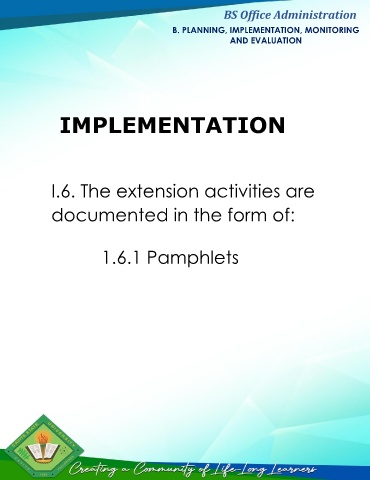 BS Office Administration
B. PLANNING, IMPLEMENTATION, MONITORING
AND EVALUATION
IMPLEMENTATION
I.6. The extension activities are
documented in the form of:
1.6.1 Pamphlets
Creating a Community of Life-Long Learners